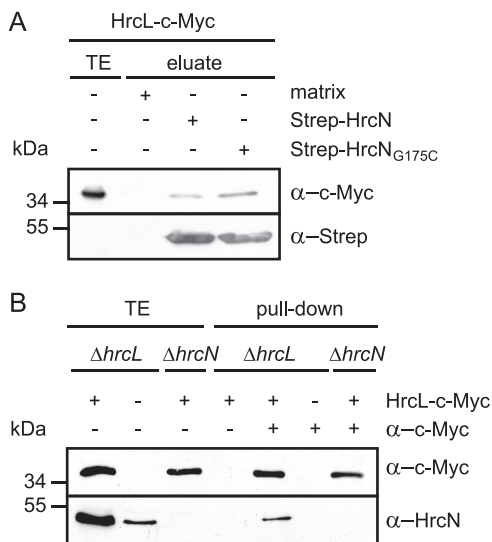 A
HrcL-c-Myc
TE eluate
- + - - matrix
- - + - Strep-HrcN
kDa - - - + Strep-HrcNG175C
34 α–c-Myc
55 α–Strep
B
TE pull-down
ΔhrcL ΔhrcN ΔhrcL ΔhrcN
+ - + + + - + HrcL-c-Myc
kDa - - - - + + + α–c-Myc
34 α–c-Myc
55 α–HrcN